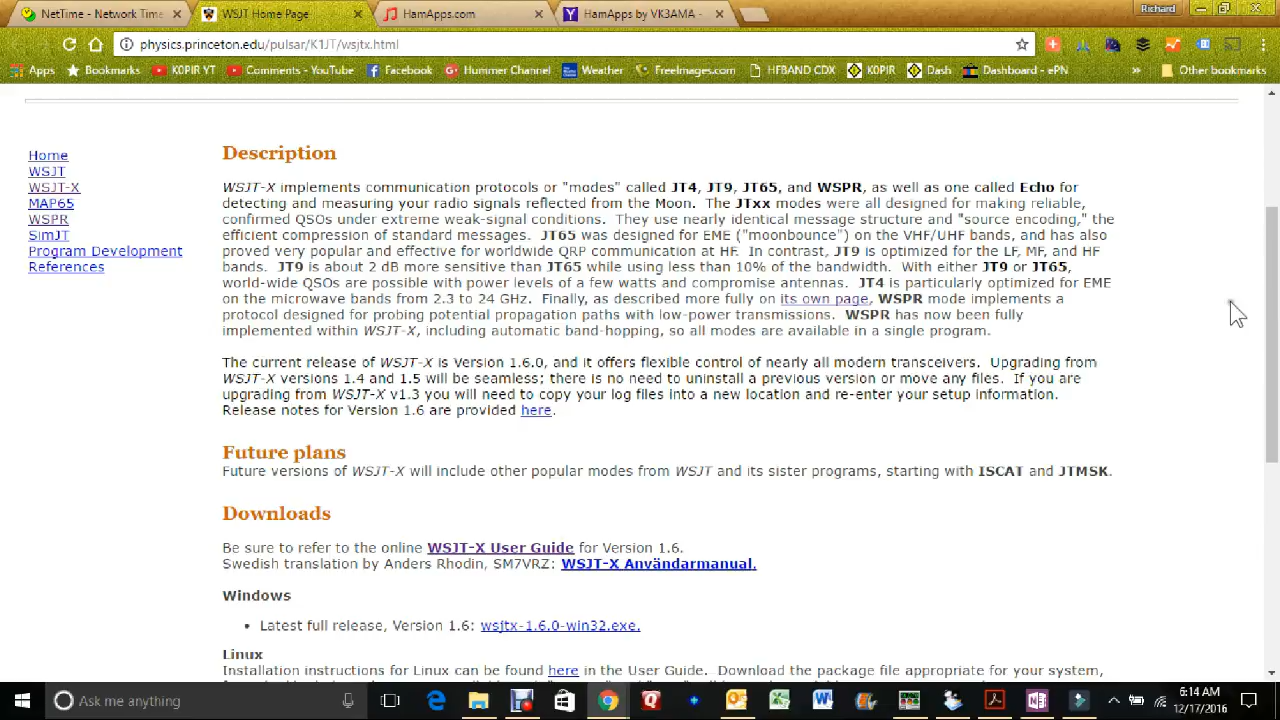 NetTime - Network Time
WSJT Home Page
HamApps.com
HamApps by VK3AMA -
Richard
physics.princeton.edu/pulsar/K1JT/wsjtx.html
Apps
Bookmarks
K0PIR YT
Comments - YouTube
Facebook
Hummer Channel
Weather
FreeImages.com
HFBAND CDX
K0PIR
Dash
Dashboard - ePN
»
Other bookmarks
Home
WSJT
WSJT-X
MAP65
WSPR
SimJT
Program Development
References
Description
WSJT-X implements communication protocols or "modes" called JT4, JT9, JT65, and WSPR, as well as one called Echo for
detecting and measuring your radio signals reflected from the Moon. The JTxx modes were all designed for making reliable,
confirmed QSOs under extreme weak-signal conditions. They use nearly identical message structure and "source encoding," the
efficient compression of standard messages. JT65 was designed for EME ("moonbounce") on the VHF/UHF bands, and has also
proved very popular and effective for worldwide QRP communication at HF. In contrast, JT9 is optimized for the LF, MF, and HF
bands. JT9 is about 2 dB more sensitive than JT65 while using less than 10% of the bandwidth. With either JT9 or JT65,
world-wide QSOs are possible with power levels of a few watts and compromise antennas. JT4 is particularly optimized for EME
on the microwave bands from 2.3 to 24 GHz. Finally, as described more fully on its own page, WSPR mode implements a
protocol designed for probing potential propagation paths with low-power transmissions. WSPR has now been fully
implemented within WSJT-X, including automatic band-hopping, so all modes are available in a single program.
The current release of WSJT-X is Version 1.6.0, and it offers flexible control of nearly all modern transceivers. Upgrading from
WSJT-X versions 1.4 and 1.5 will be seamless; there is no need to uninstall a previous version or move any files. If you are
upgrading from WSJT-X v1.3 you will need to copy your log files into a new location and re-enter your setup information.
Release notes for Version 1.6 are provided here.
Future plans
Future versions of WSJT-X will include other popular modes from WSJT and its sister programs, starting with ISCAT and JTMSK.
Downloads
Be sure to refer to the online WSJT-X User Guide for Version 1.6.
Swedish translation by Anders Rhodin, SM7VRZ: WSJT-X Användarmanual.
Windows
• Latest full release, Version 1.6: wsjtx-1.6.0-win32.exe.
Linux
Installation instructions for Linux can be found here in the User Guide. Download the package file appropriate for your system,
Ask me anything
6:14 AM
12/17/2016